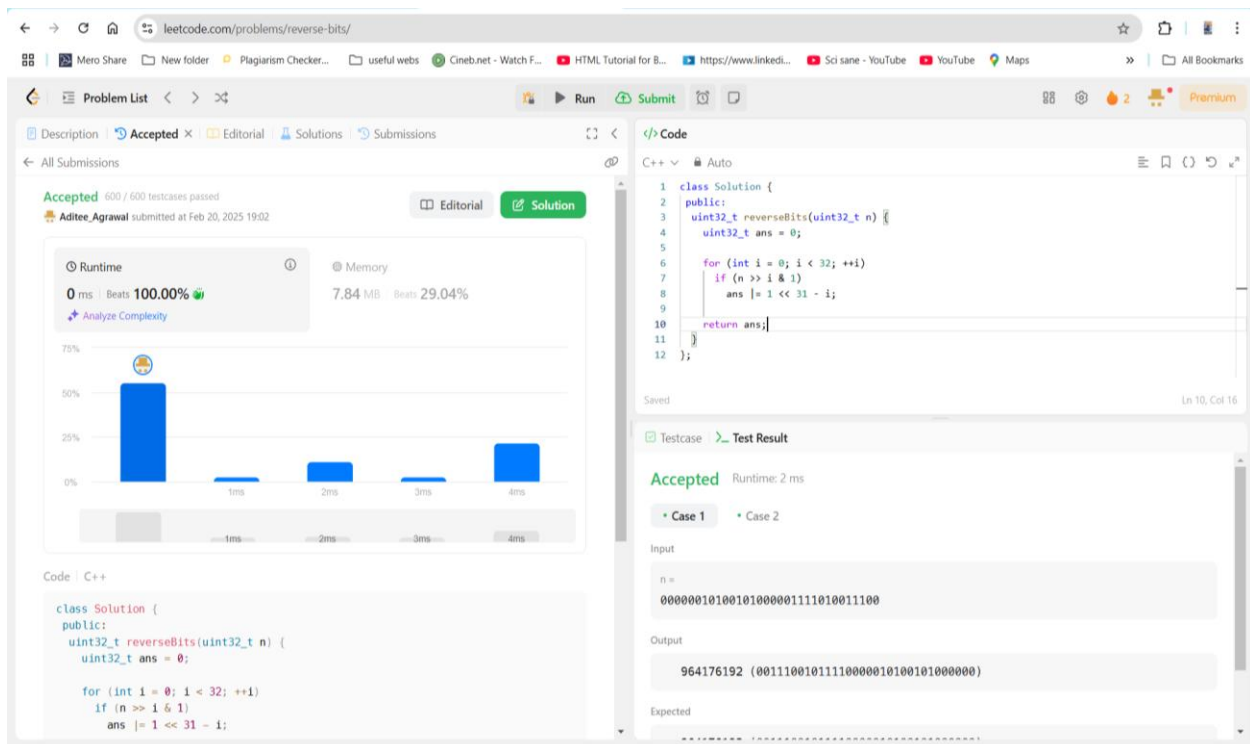 leetcode.com/problems/reverse-bits/
Mero Share New folder Plagiarism Checker... useful webs Cineb.net - Watch F... HTML Tutorial for B... https://www.linkedi... Sci sane - YouTube YouTube Maps » All Bookmarks
Problem List Run Submit 2 Premium
Description Accepted × Editorial Solutions Submissions
All Submissions
Accepted 600 / 600 testcases passed
Aditee_Agrawal submitted at Feb 20, 2025 19:02
Editorial Solution
Runtime
0 ms Beats 100.00%
Analyze Complexity
Memory
7.84 MB Beats 29.04%
75%
50%
25%
0%
1ms 2ms 3ms 4ms
1ms 2ms 3ms 4ms
Code C++
class Solution {
public:
uint32_t reverseBits(uint32_t n) {
uint32_t ans = 0;
for (int i = 0; i < 32; ++i)
if (n >> i & 1)
ans |= 1 << 31 - i;
</> Code
C++ Auto
1 class Solution {
2 public:
3 uint32_t reverseBits(uint32_t n) {
4 uint32_t ans = 0;
5
6 for (int i = 0; i < 32; ++i)
7 if (n >> i & 1)
8 ans |= 1 << 31 - i;
9
10 return ans;
11 }
12 };
Saved Ln 10, Col 16
Testcase Test Result
Accepted Runtime: 2 ms
• Case 1 • Case 2
Input
n =
00000010100101000001111010011100
Output
964176192 (00111001011110000010100101000000)
Expected